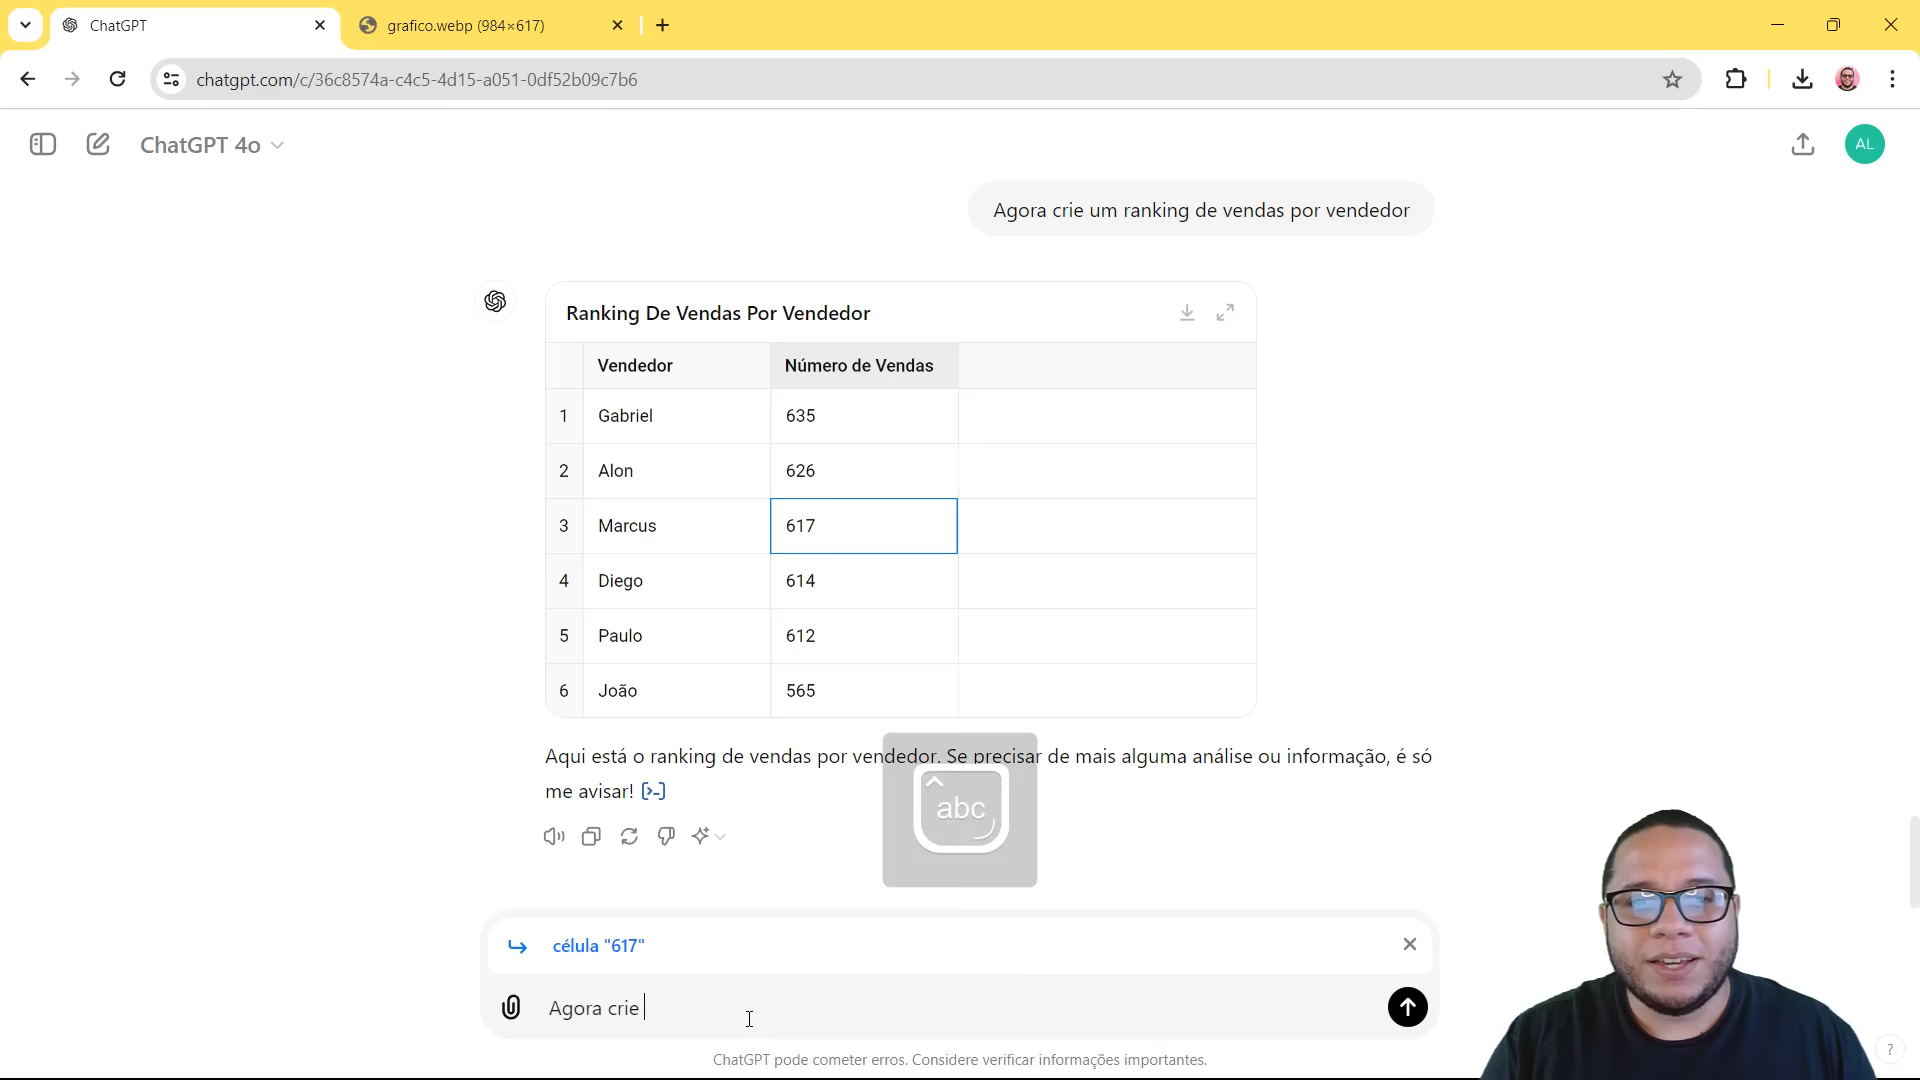 ChatGPT
grafico.webp (984×617)
chatgpt.com/c/36c8574a-c4c5-4d15-a051-0df52b09c7b6
ChatGPT 4o
AL
Agora crie um ranking de vendas por vendedor
Ranking De Vendas Por Vendedor
Vendedor Número de Vendas
1 Gabriel 635
2 Alon 626
3 Marcus 617
4 Diego 614
5 Paulo 612
6 João 565
Aqui está o ranking de vendas por vendedor. Se precisar de mais alguma análise ou informação, é só
me avisar! [>-]
abc
célula "617"
Agora crie
ChatGPT pode cometer erros. Considere verificar informações importantes.
?